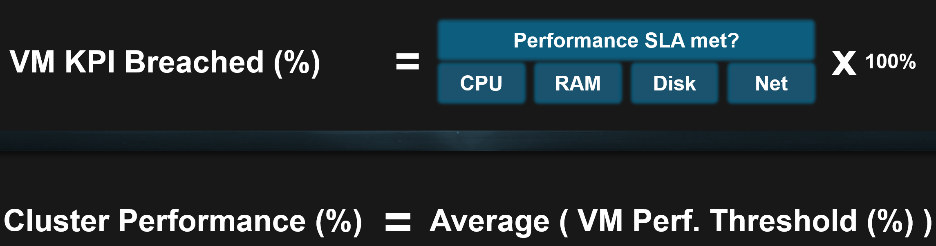 VM KPI Breached (%) = Performance SLA met? X 100%
CPU RAM Disk Net
Cluster Performance (%) = Average ( VM Perf. Threshold (%) )